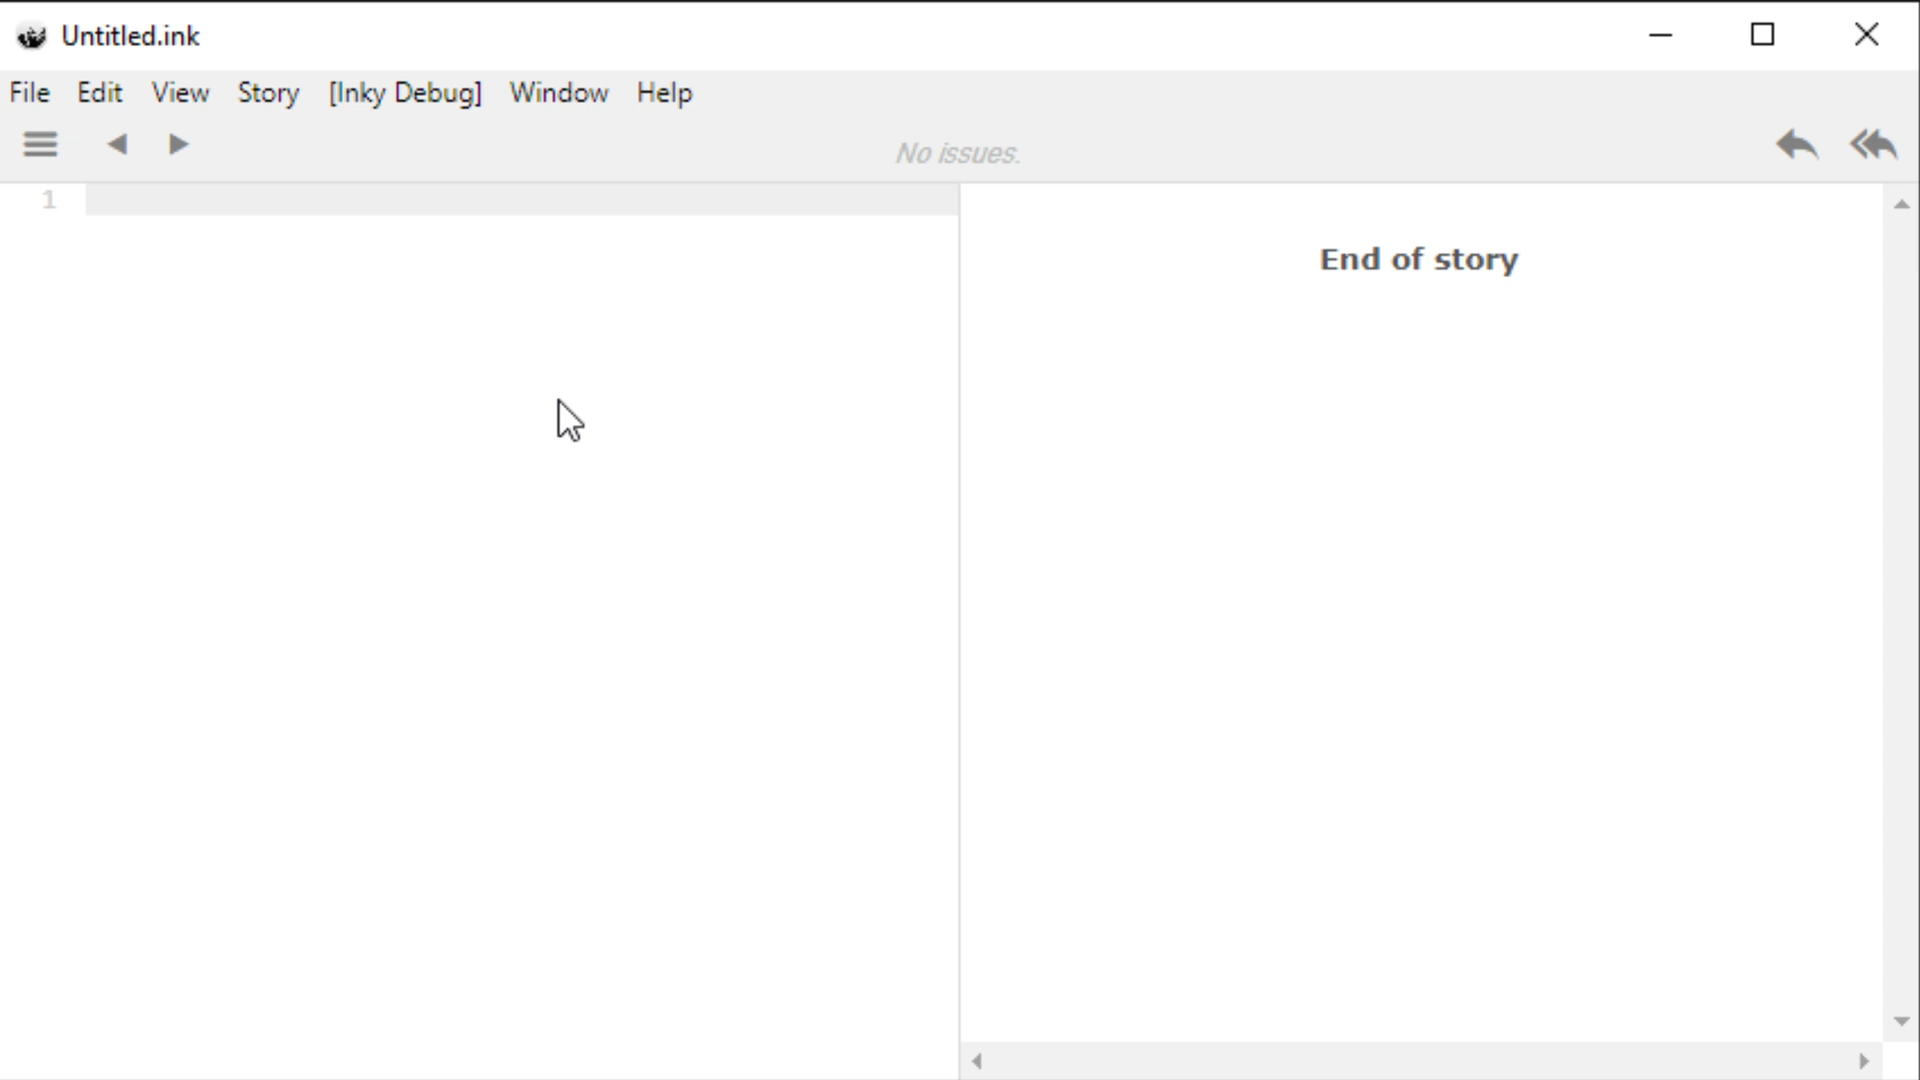 Untitled.ink
File Edit View Story [Inky Debug] Window Help
No issues.
1
End of story